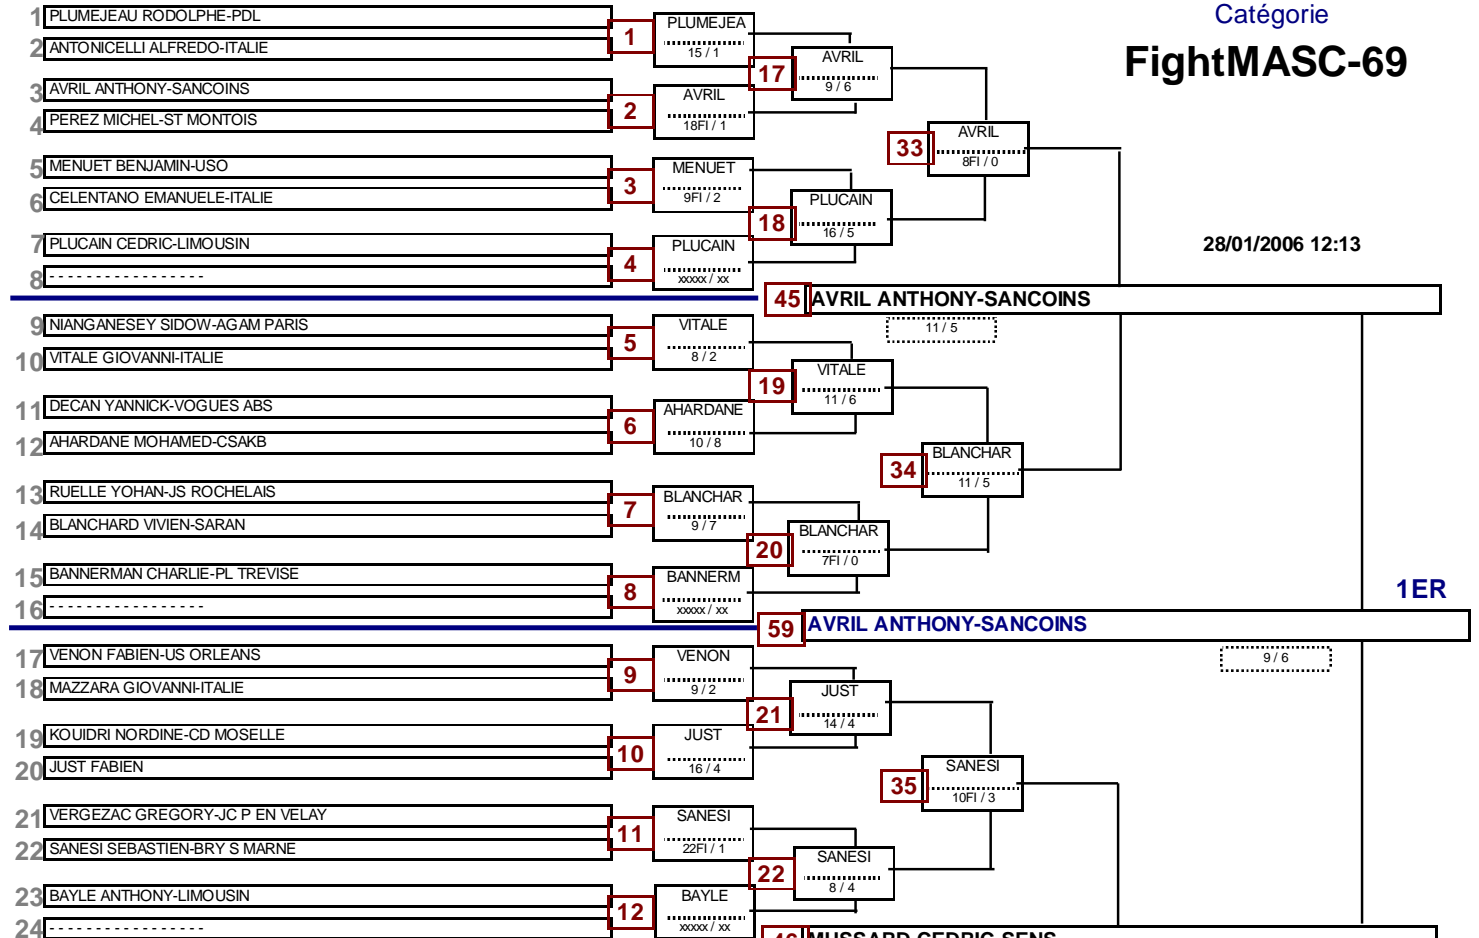 Catégorie
FightMASC-69
28/01/2006 12:13
1 PLUMEJEAU RODOLPHE-PDL
2 ANTONICELLI ALFREDO-ITALIE
1 PLUMEJEA
15 / 1
17 AVRIL
9 / 6
3 AVRIL ANTHONY-SANCOINS
4 PEREZ MICHEL-ST MONTOIS
2 AVRIL
18FI / 1
33 AVRIL
8FI / 0
5 MENUET BENJAMIN-USO
6 CELENTANO EMANUELE-ITALIE
3 MENUET
9FI / 2
18 PLUCAIN
16 / 5
7 PLUCAIN CEDRIC-LIMOUSIN
8 - - - - - - - - - - - - - - - - -
4 PLUCAIN
xxxxx / xx
45 AVRIL ANTHONY-SANCOINS
11 / 5
9 NIANGANESEY SIDOW-AGAM PARIS
10 VITALE GIOVANNI-ITALIE
5 VITALE
8 / 2
19 VITALE
11 / 6
11 DECAN YANNICK-VOGUES ABS
12 AHARDANE MOHAMED-CSAKB
6 AHARDANE
10 / 8
34 BLANCHAR
11 / 5
13 RUELLE YOHAN-JS ROCHELAIS
14 BLANCHARD VIVIEN-SARAN
7 BLANCHAR
9 / 7
20 BLANCHAR
7FI / 0
15 BANNERMAN CHARLIE-PL TREVISE
16 - - - - - - - - - - - - - - - - -
8 BANNERM
xxxxx / xx
1ER
59 AVRIL ANTHONY-SANCOINS
9 / 6
17 VENON FABIEN-US ORLEANS
18 MAZZARA GIOVANNI-ITALIE
9 VENON
9 / 2
21 JUST
14 / 4
19 KOUIDRI NORDINE-CD MOSELLE
20 JUST FABIEN
10 JUST
16 / 4
35 SANESI
10FI / 3
21 VERGEZAC GREGORY-JC P EN VELAY
22 SANESI SEBASTIEN-BRY S MARNE
11 SANESI
22FI / 1
22 SANESI
8 / 4
23 BAYLE ANTHONY-LIMOUSIN
24 - - - - - - - - - - - - - - - - -
12 BAYLE
xxxxx / xx
46 MUSSARD CEDRIC-SENS